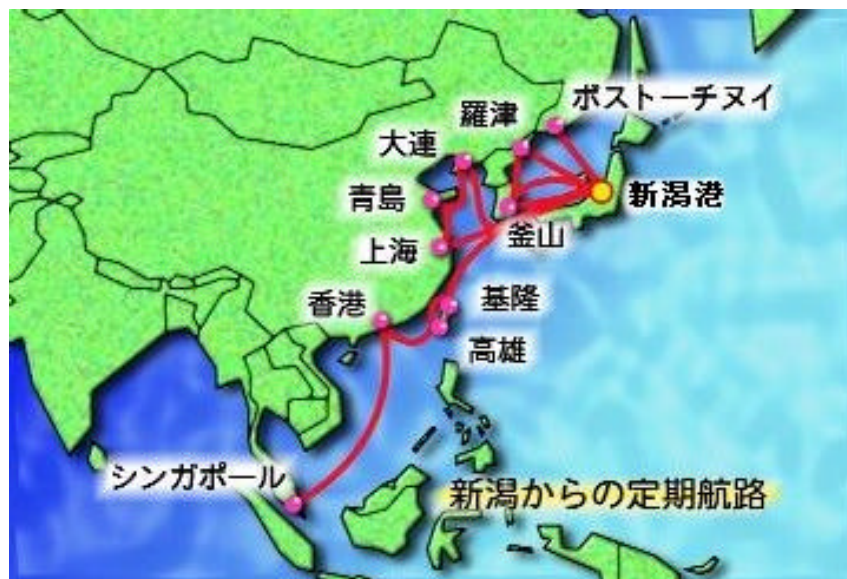 ボストーチヌイ
羅津
大連
新潟港
青島
釜山
上海
香港
基隆
高雄
シンガポール
新潟からの定期航路